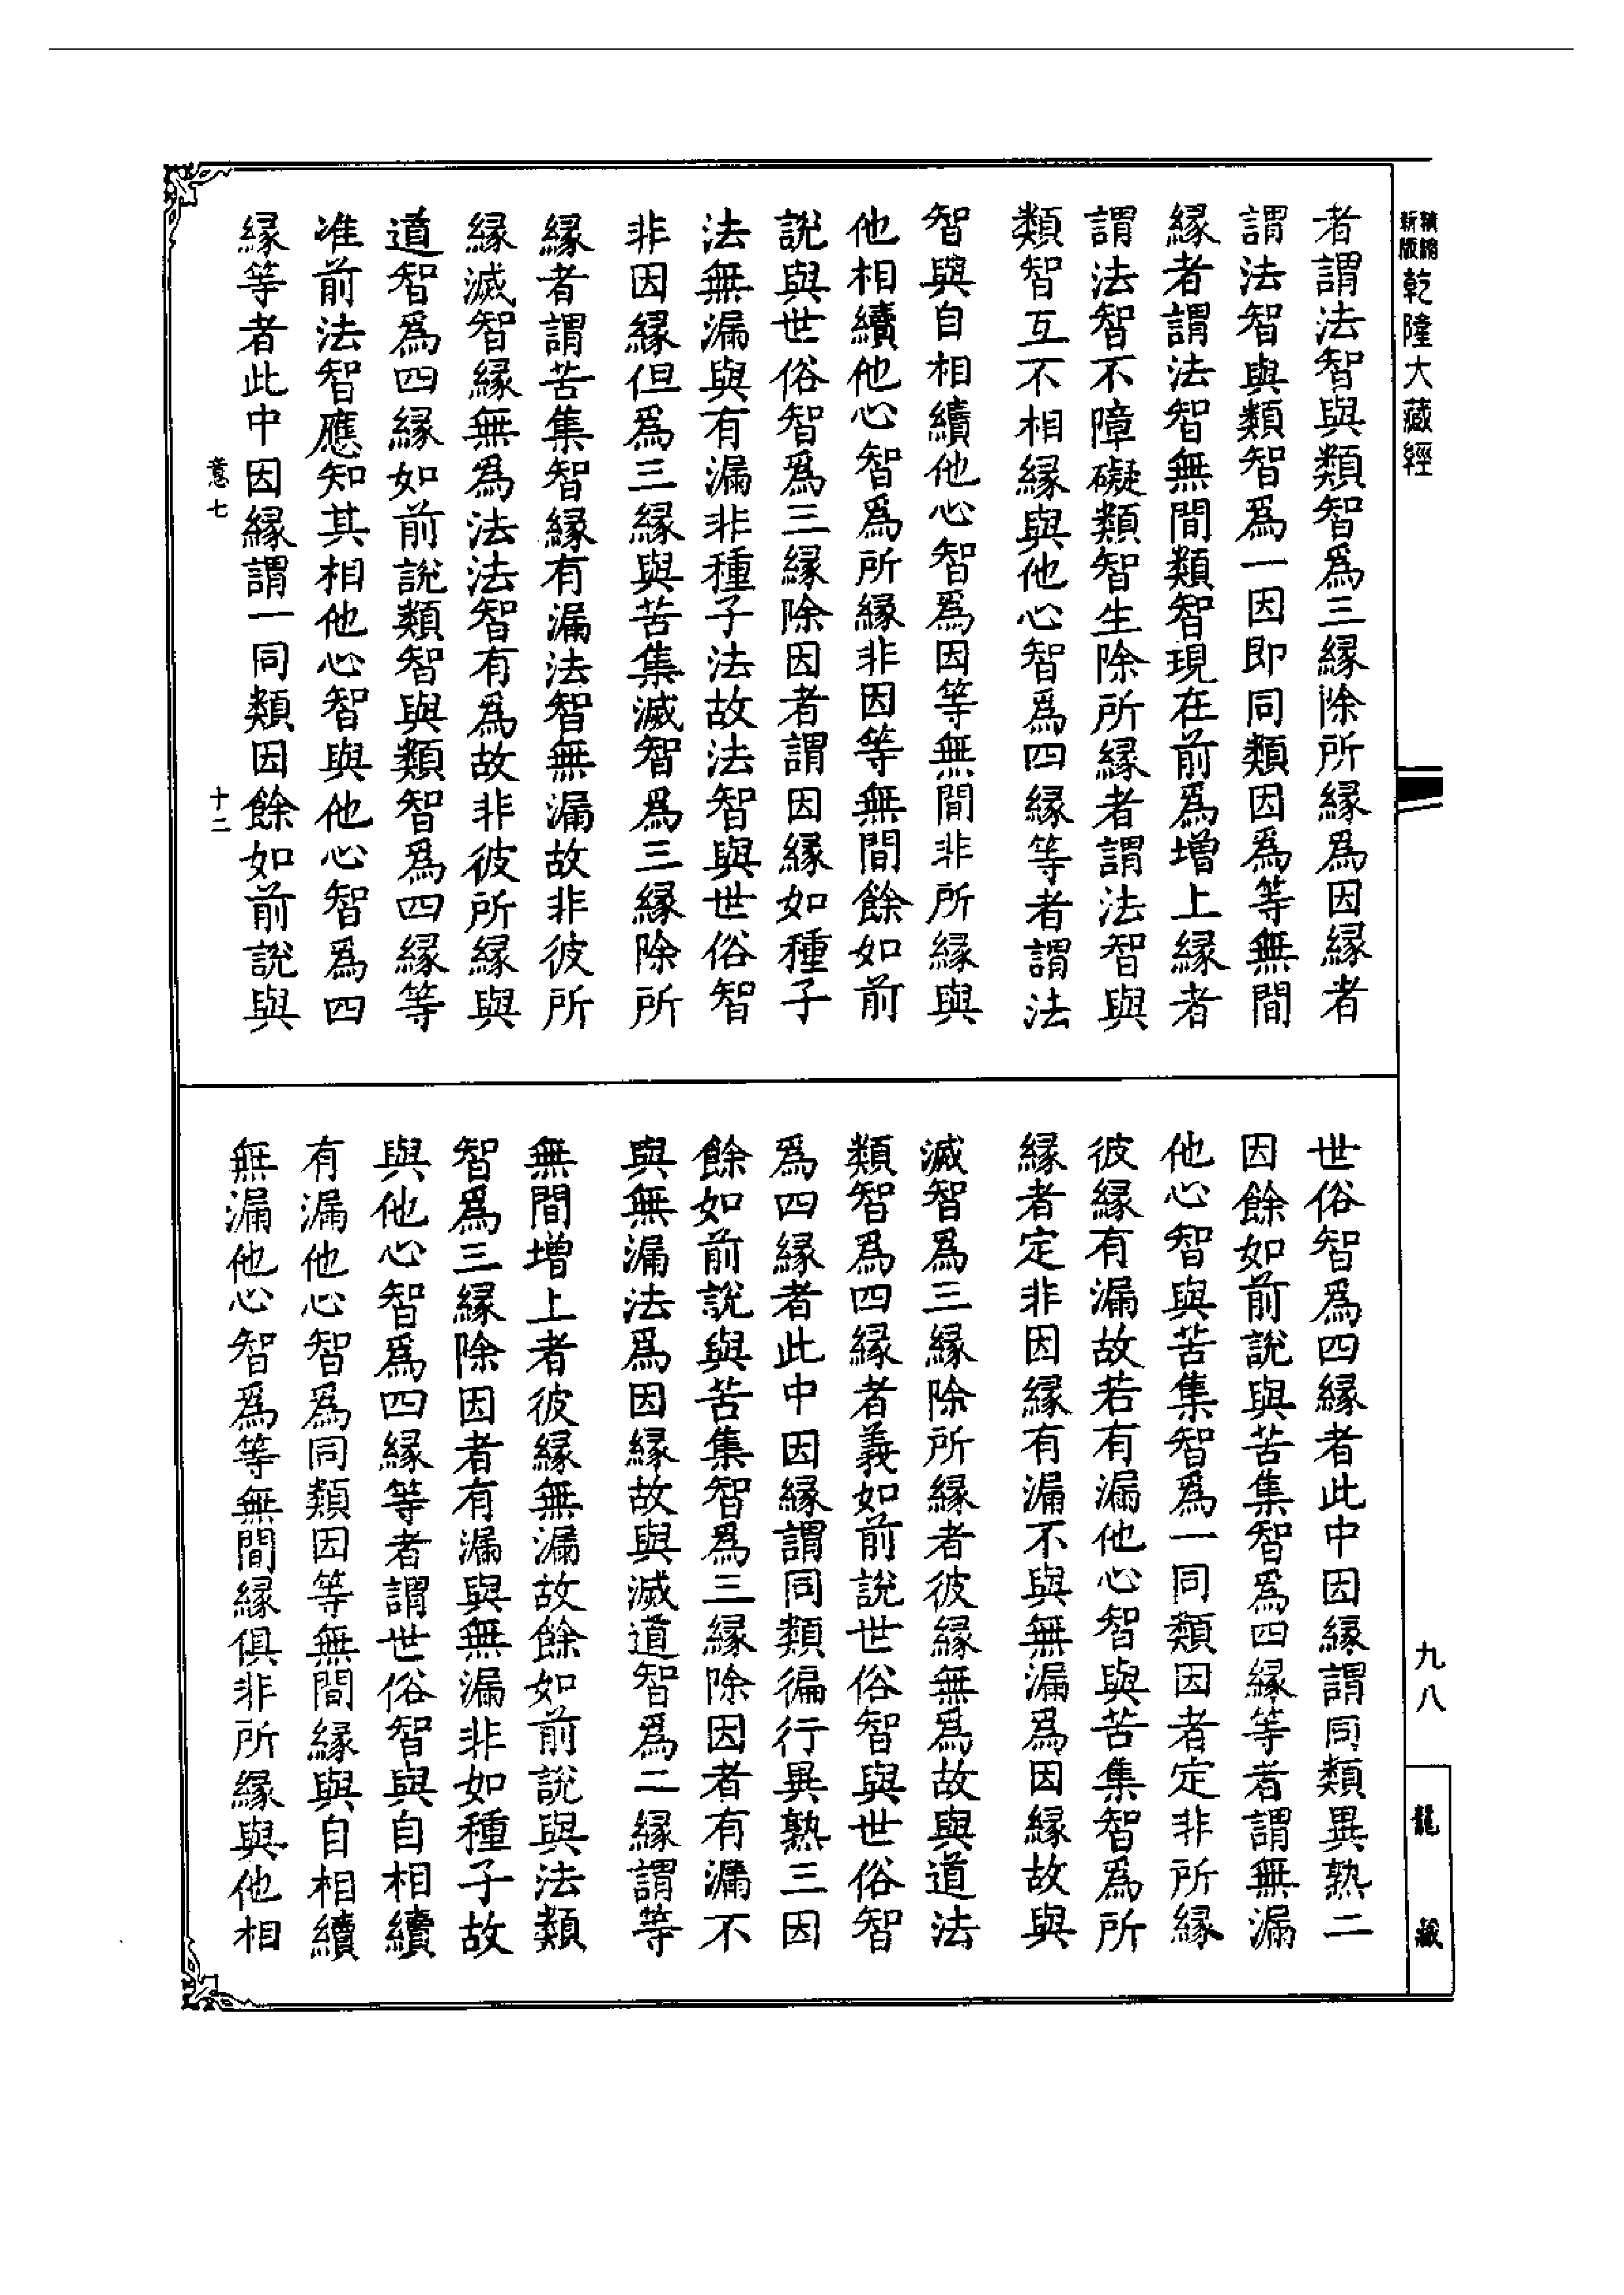 精縮新版乾隆大藏經
者謂法智與類智爲三緣除所緣爲因緣者
謂法智與類智爲一因即同類因爲等無間
緣者謂法智無間類智現在前爲增上緣者
謂法智不障礙類智生除所緣者謂法智與
類智互不相緣與他心智爲四緣等者謂法
智與自相續他心智爲因等無間非所緣與
他相續他心智爲所緣非因等無間餘如前
說與世俗智爲三緣除因者謂因緣如種子
法無漏與有漏非種子法故法智與世俗智
非因緣但爲三緣與苦集滅智爲三緣除所
緣者謂苦集智緣有漏法智無漏故非彼所
緣滅智緣無爲法法智有爲故非彼所緣與
道智爲四緣如前說類智與類智爲四緣等
准前法智應知其相他心智與他心智爲四
緣等者此中因緣謂一同類因餘如前說與
意七
十二
世俗智爲四緣者此中因緣謂同類異熟二
因餘如前說與苦集智爲四緣等者謂無漏
他心智與苦集智爲一同類因者定非所緣
彼緣有漏故若有漏他心智與苦集智爲所
緣者定非因緣有漏不與無漏爲因緣故與
滅智爲三緣除所緣者彼緣無爲故與道法
類智爲四緣者義如前說世俗智與世俗智
爲四緣者此中因緣謂同類徧行異熟三因
餘如前說與苦集智爲三緣除因者有漏不
與無漏法爲因緣故與滅道智爲二緣謂等
無間增上者彼緣無漏故餘如前說與法類
智爲三緣除因者有漏與無漏非如種子故
與他心智爲四緣等者謂世俗智與自相續
有漏他心智爲同類因等無間緣與自相續
無漏他心智爲等無間緣俱非所緣與他相
九八
龍藏